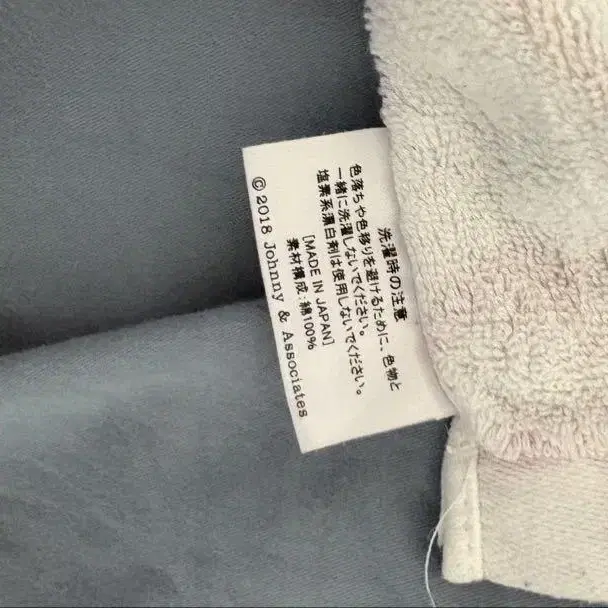 洗濯時の注意
色落ちや色移りを避けるために、色物と
一緒に洗濯しないでください。
塩素系漂白剤は使用しないでください。
[MADE IN JAPAN]
素材構成:綿100%
© 2018 Johnny & Associates